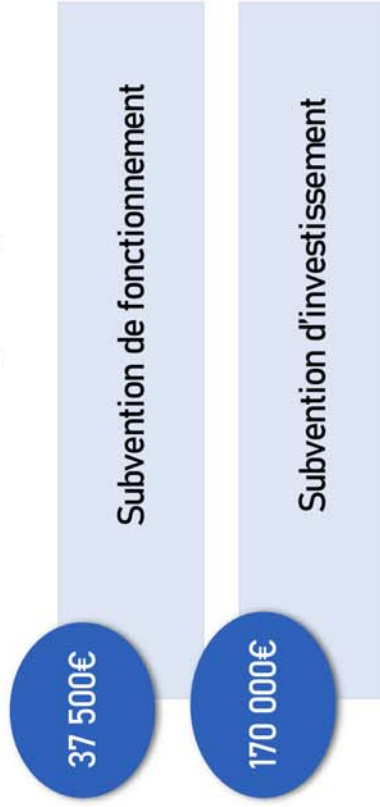 37 500€ Subvention de fonctionnement
170 000€ Subvention d'investissement